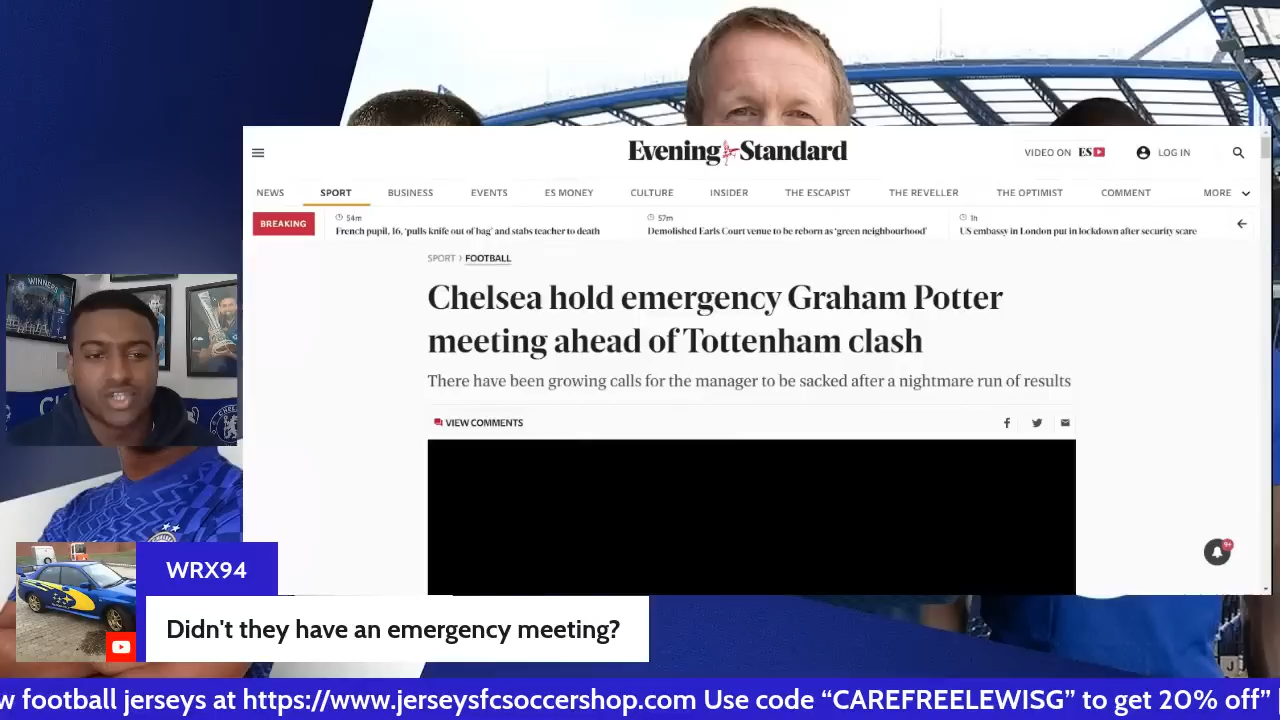 Evening Standard
VIDEO ON ES
LOG IN
NEWS
SPORT
BUSINESS
EVENTS
ES MONEY
CULTURE
INSIDER
THE ESCAPIST
THE REVELLER
THE OPTIMIST
COMMENT
MORE
BREAKING
54m
French pupil, 16, 'pulls knife out of bag' and stabs teacher to death
57m
Demolished Earls Court venue to be reborn as 'green neighbourhood'
1h
US embassy in London put in lockdown after security scare
SPORT > FOOTBALL
Chelsea hold emergency Graham Potter
meeting ahead of Tottenham clash
There have been growing calls for the manager to be sacked after a nightmare run of results
VIEW COMMENTS
WINNERS
9+
WRX94
Didn't they have an emergency meeting?
w football jerseys at https://www.jerseysfcsoccershop.com Use code “CAREFREELEWISG” to get 20% off”